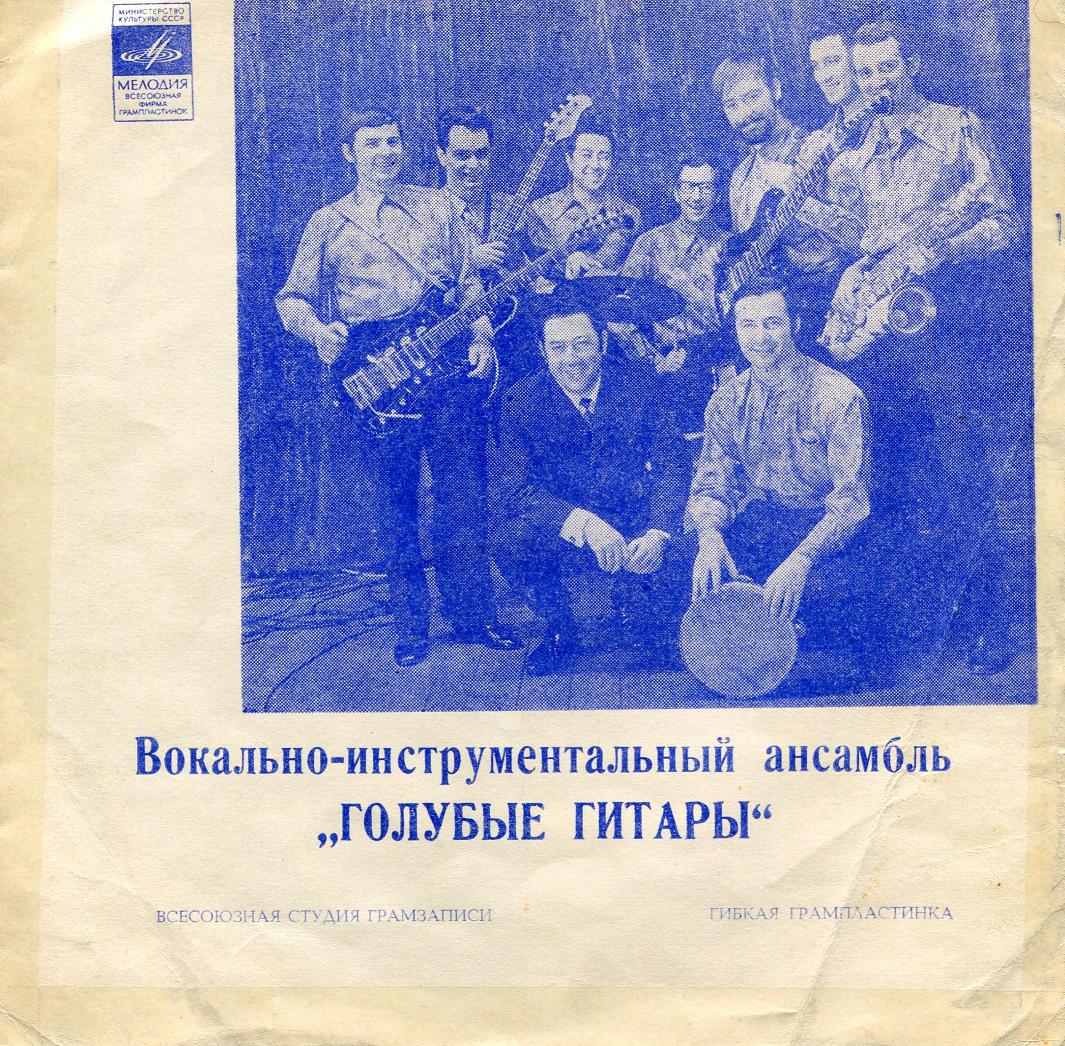 МИНИСТЕРСТВО
КУЛЬТУРЫ СССР
МЕЛОДИЯ
ВСЕСОЮЗНАЯ
ФИРМА
ГРАМПЛАСТИНОК
Вокально-инструментальный ансамбль
„ГОЛУБЫЕ ГИТАРЫ“
ВСЕСОЮЗНАЯ СТУДИЯ ГРАМЗАПИСИ
ГИБКАЯ ГРАМПЛАСТИНКА